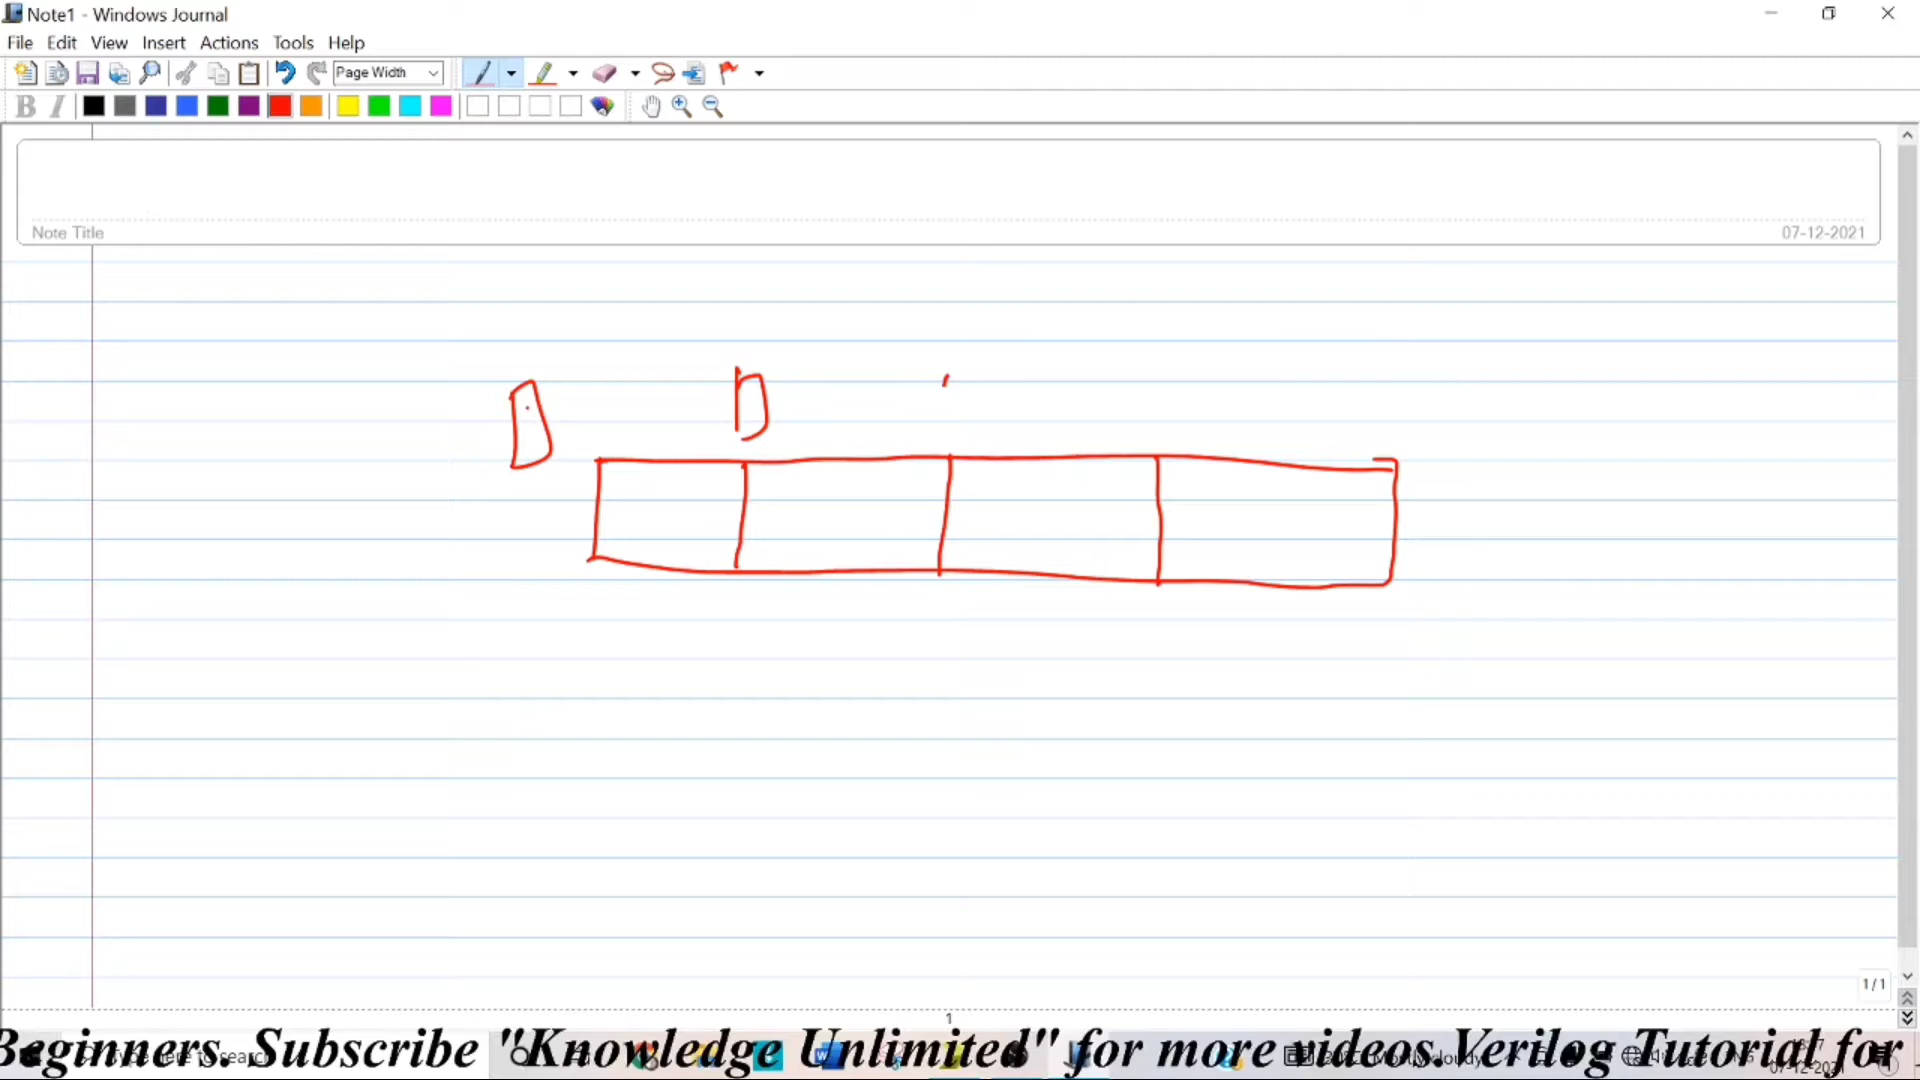 Note1 - Windows Journal
File Edit View Insert Actions Tools Help
Page Width
B I
Note Title
07-12-2021
D D
1/1
1
Beginners. Subscribe "Knowledge Unlimited" for more videos.Verilog Tutorial for